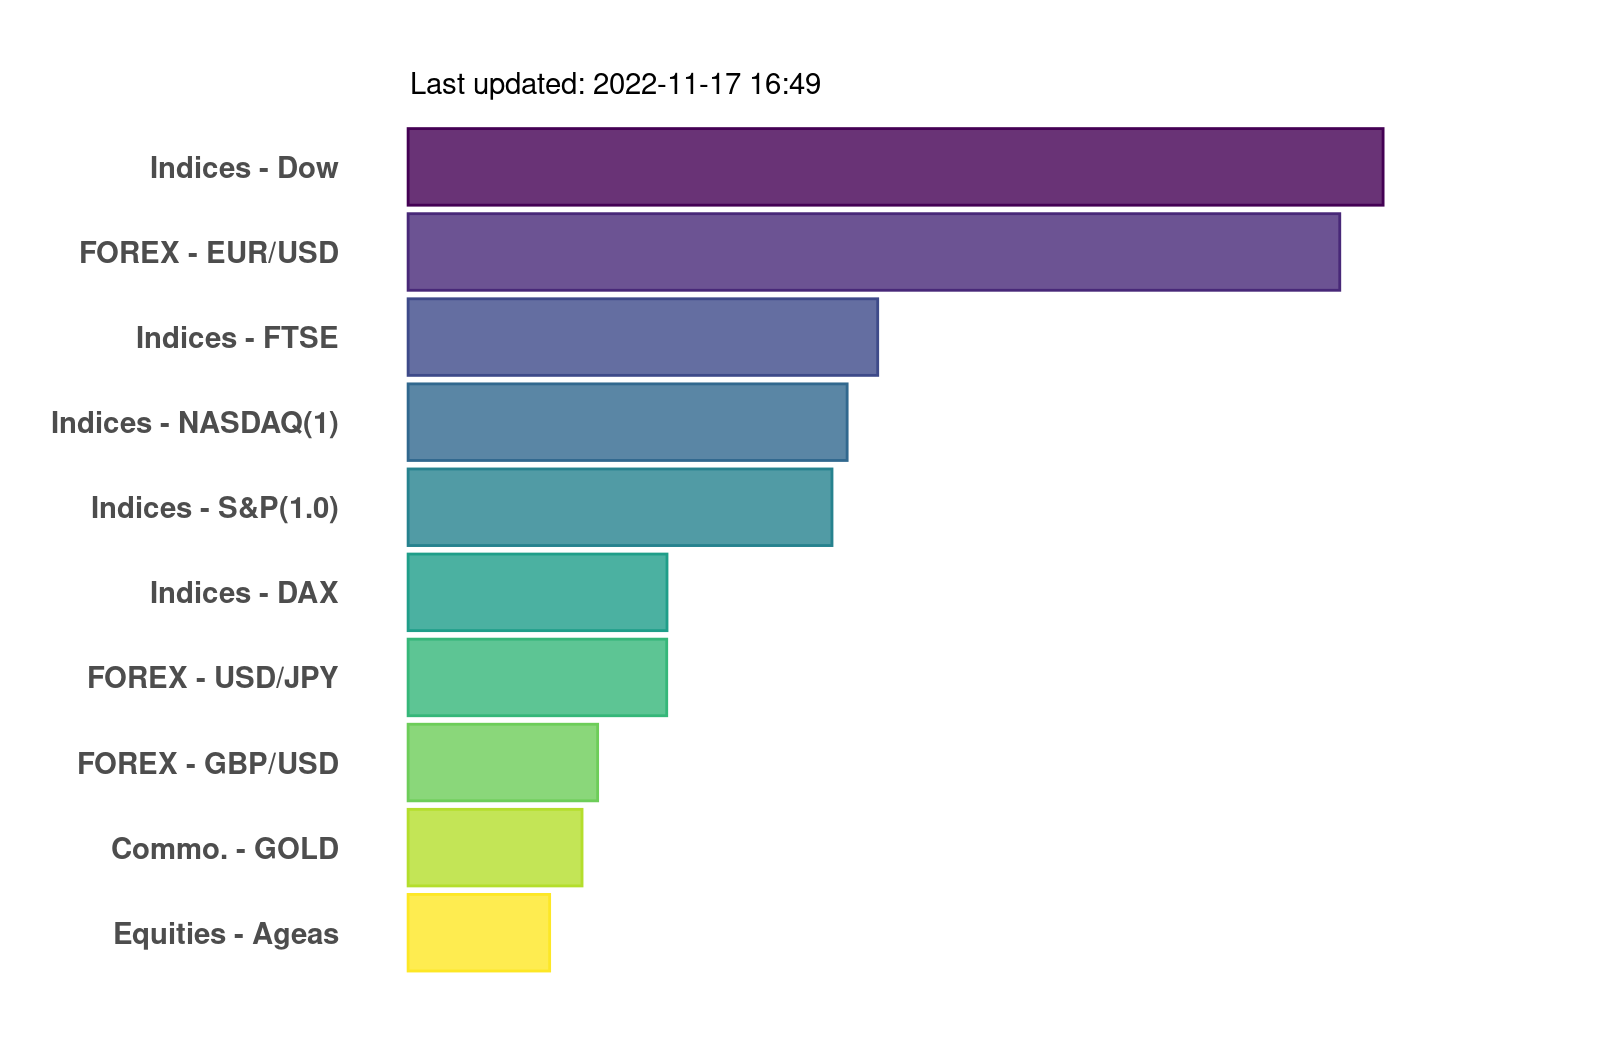 Last updated: 2022-11-17 16:49
Indices - Dow
FOREX - EUR/USD
Indices - FTSE
Indices - NASDAQ(1)
Indices - S&P(1.0)
Indices - DAX
FOREX - USD/JPY
FOREX - GBP/USD
Commo. - GOLD
Equities - Ageas